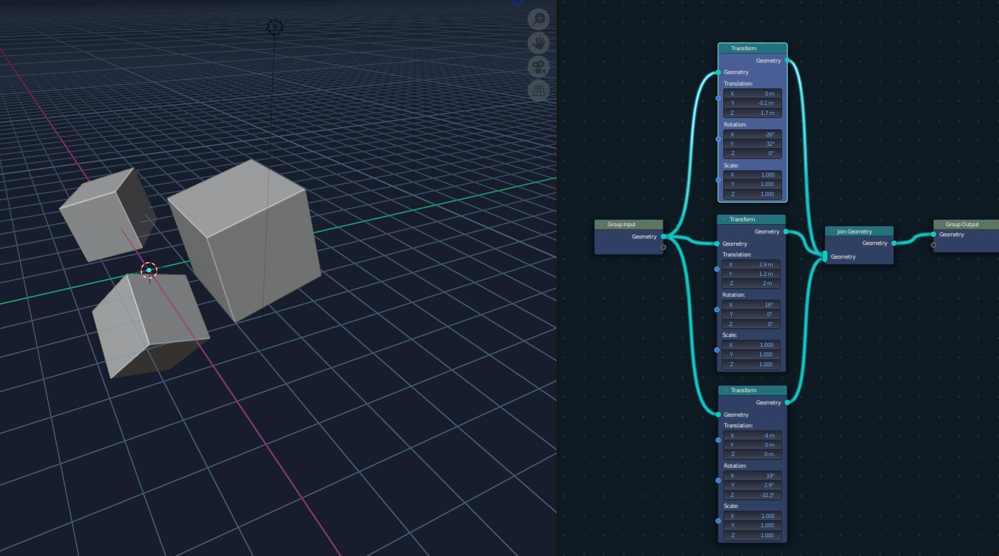 Transform
Geometry
Geometry
Translation:
X 0 m
Y -0.1 m
Z -1.7 m
Rotation:
X -26°
Y 32°
Z 0°
Scale:
X 1.000
Y 1.000
Z 1.000
Group Input
Geometry
Transform
Geometry
Geometry
Translation:
X 2.9 m
Y 1.2 m
Z 2 m
Rotation:
X 16°
Y 0°
Z 0°
Scale:
X 1.000
Y 1.000
Z 1.000
Join Geometry
Geometry
Geometry
Group Output
Geometry
Transform
Geometry
Geometry
Translation:
X -4 m
Y 0 m
Z 0 m
Rotation:
X 19°
Y 2.9°
Z -32.3°
Scale:
X 1.000
Y 1.000
Z 1.000